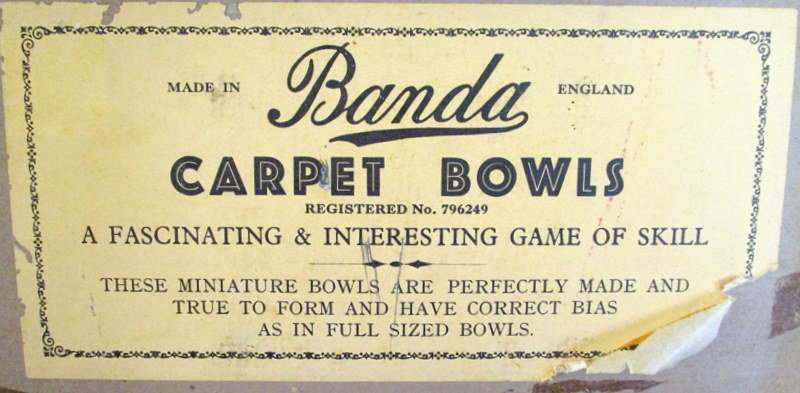 MADE IN Banda ENGLAND
CARPET BOWLS
REGISTERED No. 796249
A FASCINATING & INTERESTING GAME OF SKILL
THESE MINIATURE BOWLS ARE PERFECTLY MADE AND
TRUE TO FORM AND HAVE CORRECT BIAS
AS IN FULL SIZED BOWLS.